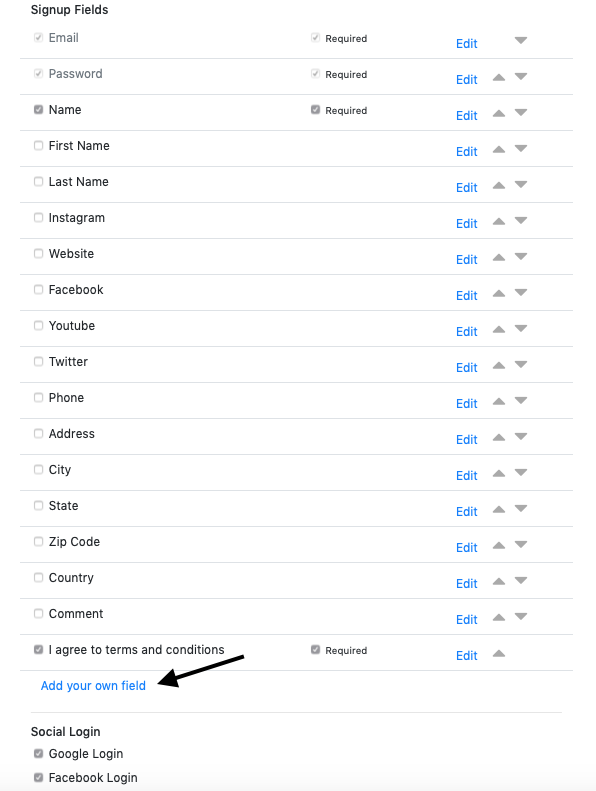 Signup Fields
Email Required Edit
Password Required Edit
Name Required Edit
First Name Edit
Last Name Edit
Instagram Edit
Website Edit
Facebook Edit
Youtube Edit
Twitter Edit
Phone Edit
Address Edit
City Edit
State Edit
Zip Code Edit
Country Edit
Comment Edit
I agree to terms and conditions Required Edit
Add your own field
Social Login
Google Login
Facebook Login